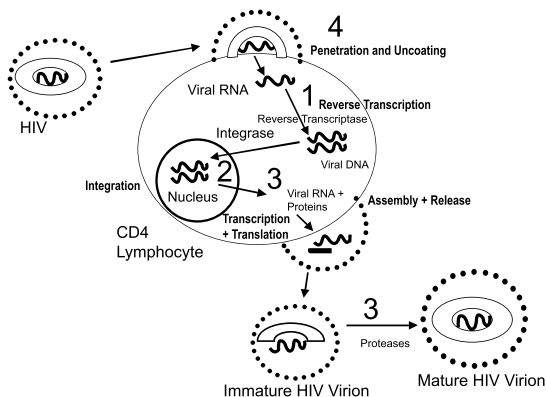 4
Penetration and Uncoating
HIV
Viral RNA
1
Reverse Transcription
Reverse Transcriptase
Integrase
Viral DNA
2
3
Integration
Nucleus
Viral RNA +
Proteins
Assembly + Release
Transcription
+ Translation
CD4
Lymphocyte
3
Proteases
Immature HIV Virion
Mature HIV Virion